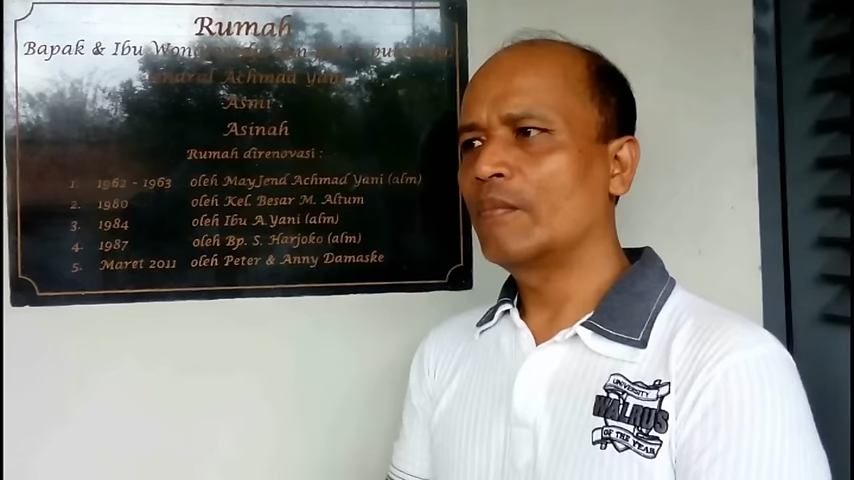 Rumah
Bapak & Ibu
Jendral Achmad Yani
Asmi
Asinah
Rumah direnovasi :
1. 1962 - 1963 oleh Mayjend Achmad Yani (alm)
2. 1980 oleh Kel. Besar M. Altum
3. 1984 oleh Ibu A.Yani (alm)
4. 1987 oleh Bp. S. Harjoko (alm)
5. Maret 2011 oleh Peter & Anny Damaske
UNIVERSITY
WALRUS
OF THE YEAR